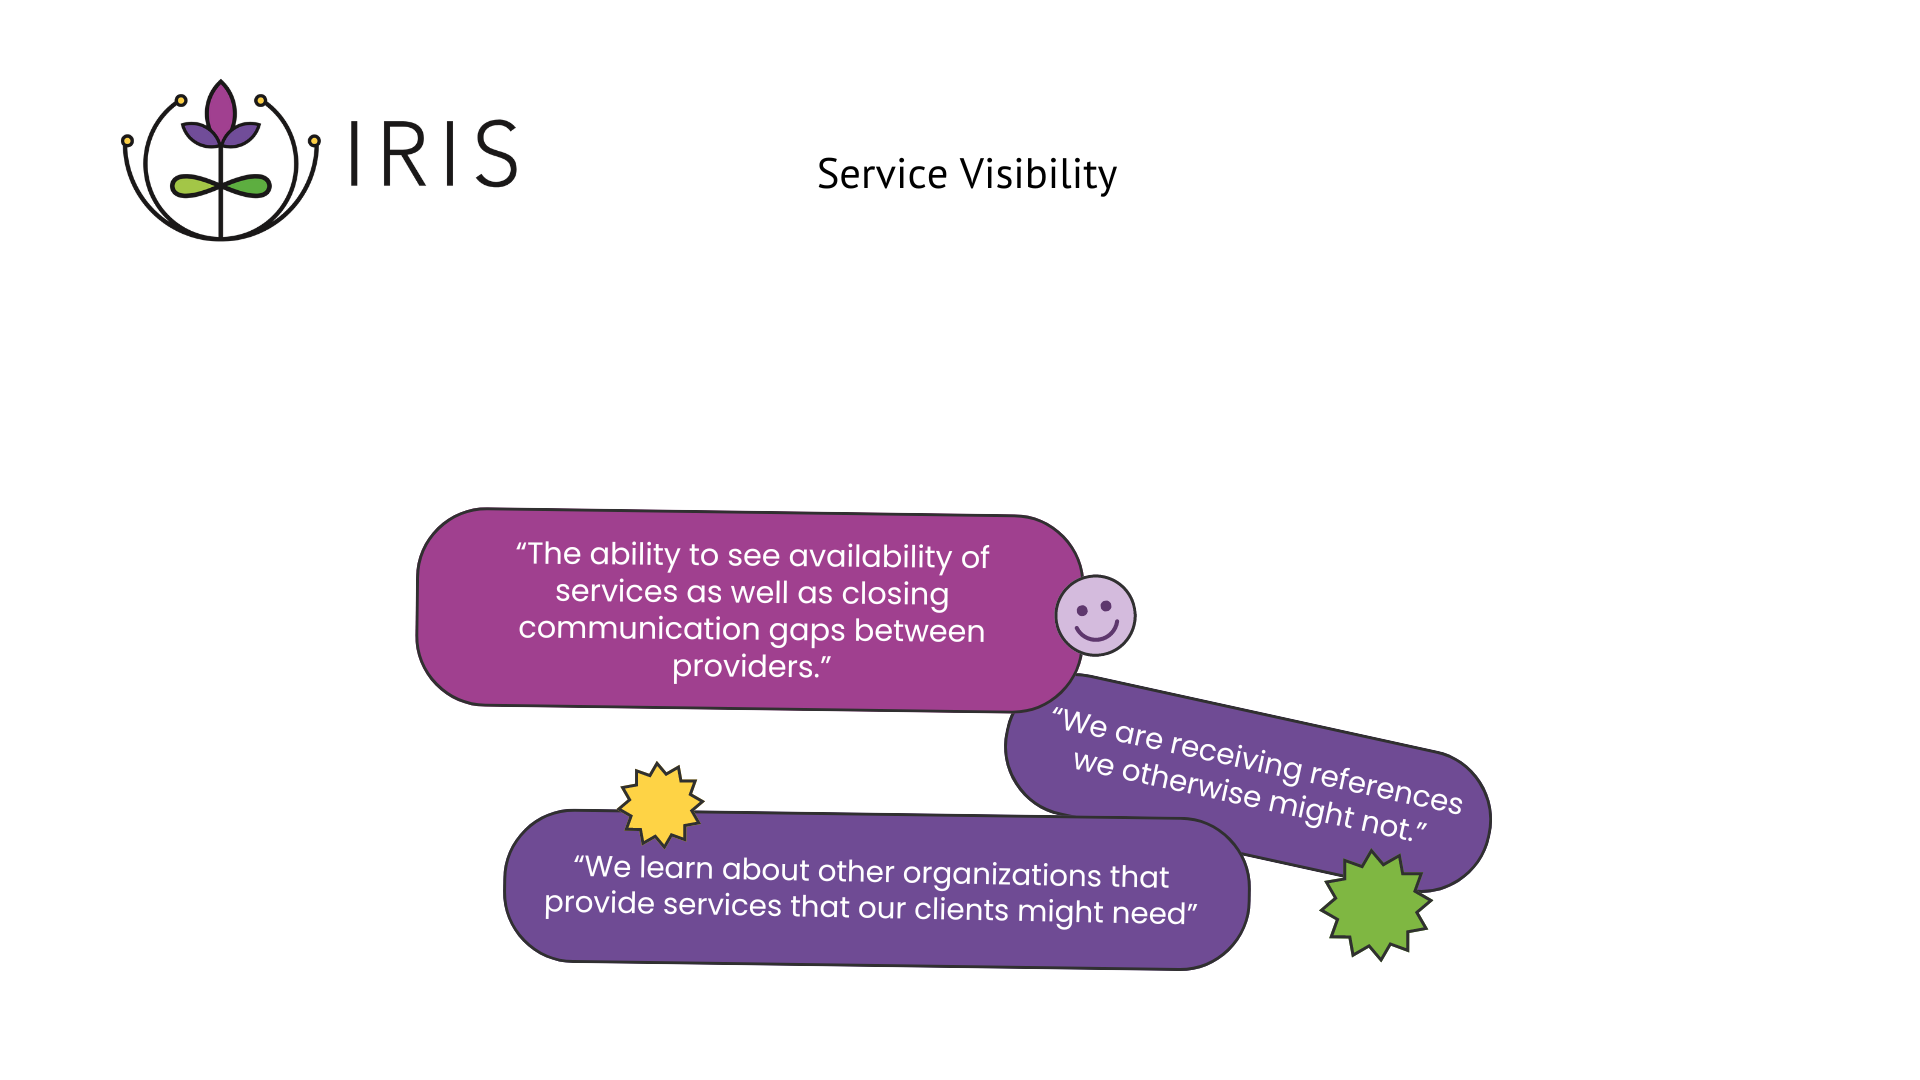 IRIS
Service Visibility
“The ability to see availability of
services as well as closing
communication gaps between
providers.”
“We are receiving references
we otherwise might not.”
“We learn about other organizations that
provide services that our clients might need”